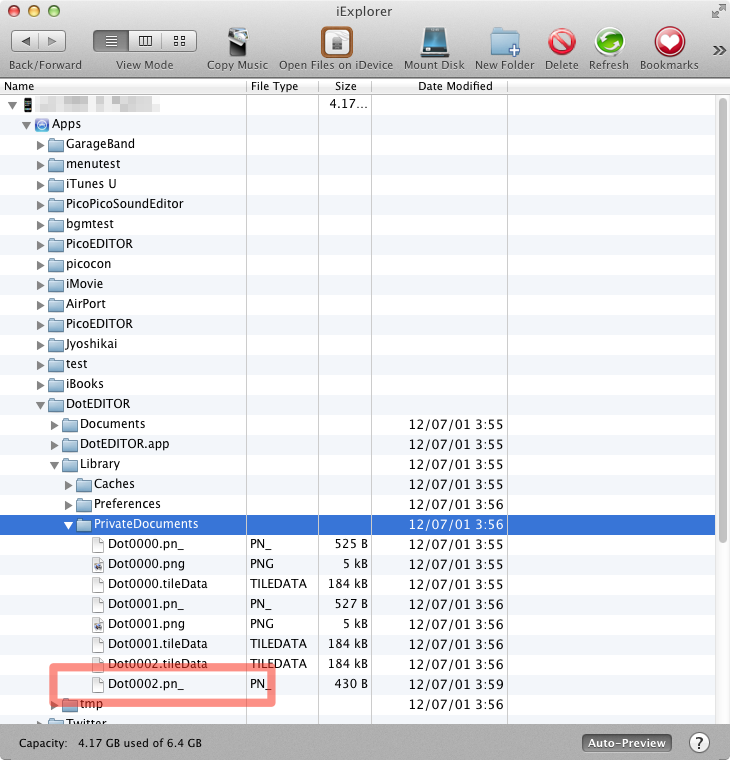 iExplorer
Back/Forward View Mode Copy Music Open Files on iDevice Mount Disk New Folder Delete Refresh Bookmarks
Name File Type Size Date Modified
4.17...
Apps
GarageBand
menutest
iTunes U
PicoPicoSoundEditor
bgmtest
PicoEDITOR
picocon
iMovie
AirPort
PicoEDITOR
Jyoshikai
test
iBooks
DotEDITOR
Documents 12/07/01 3:55
DotEDITOR.app 12/07/01 3:55
Library 12/07/01 3:55
Caches 12/07/01 3:55
Preferences 12/07/01 3:56
PrivateDocuments 12/07/01 3:56
Dot0000.pn_ PN_ 525 B 12/07/01 3:55
Dot0000.png PNG 5 kB 12/07/01 3:55
Dot0000.tileData TILEDATA 184 kB 12/07/01 3:55
Dot0001.pn_ PN_ 527 B 12/07/01 3:56
Dot0001.png PNG 5 kB 12/07/01 3:56
Dot0001.tileData TILEDATA 184 kB 12/07/01 3:56
Dot0002.tileData TILEDATA 184 kB 12/07/01 3:56
Dot0002.pn_ PN_ 430 B 12/07/01 3:59
tmp 12/07/01 3:56
Twitter
Capacity: 4.17 GB used of 6.4 GB Auto-Preview ?